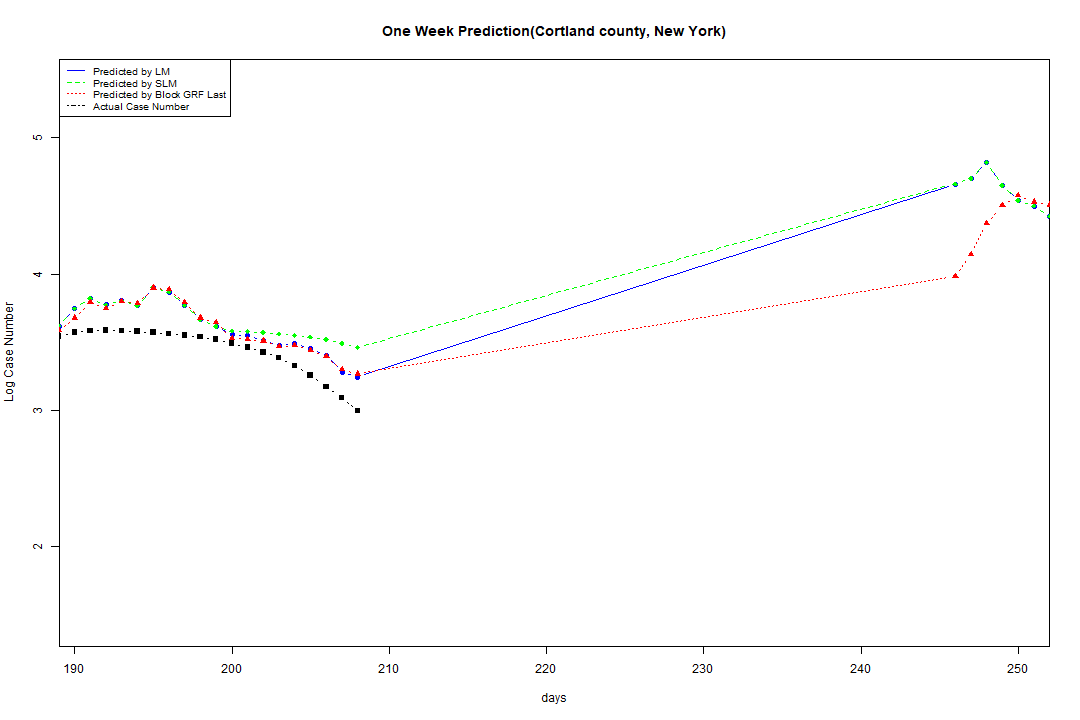 One Week Prediction(Cortland county, New York)
Predicted by LM
Predicted by SLM
Predicted by Block GRF Last
Actual Case Number
5
4
3
2
Log Case Number
190 200 210 220 230 240 250
days